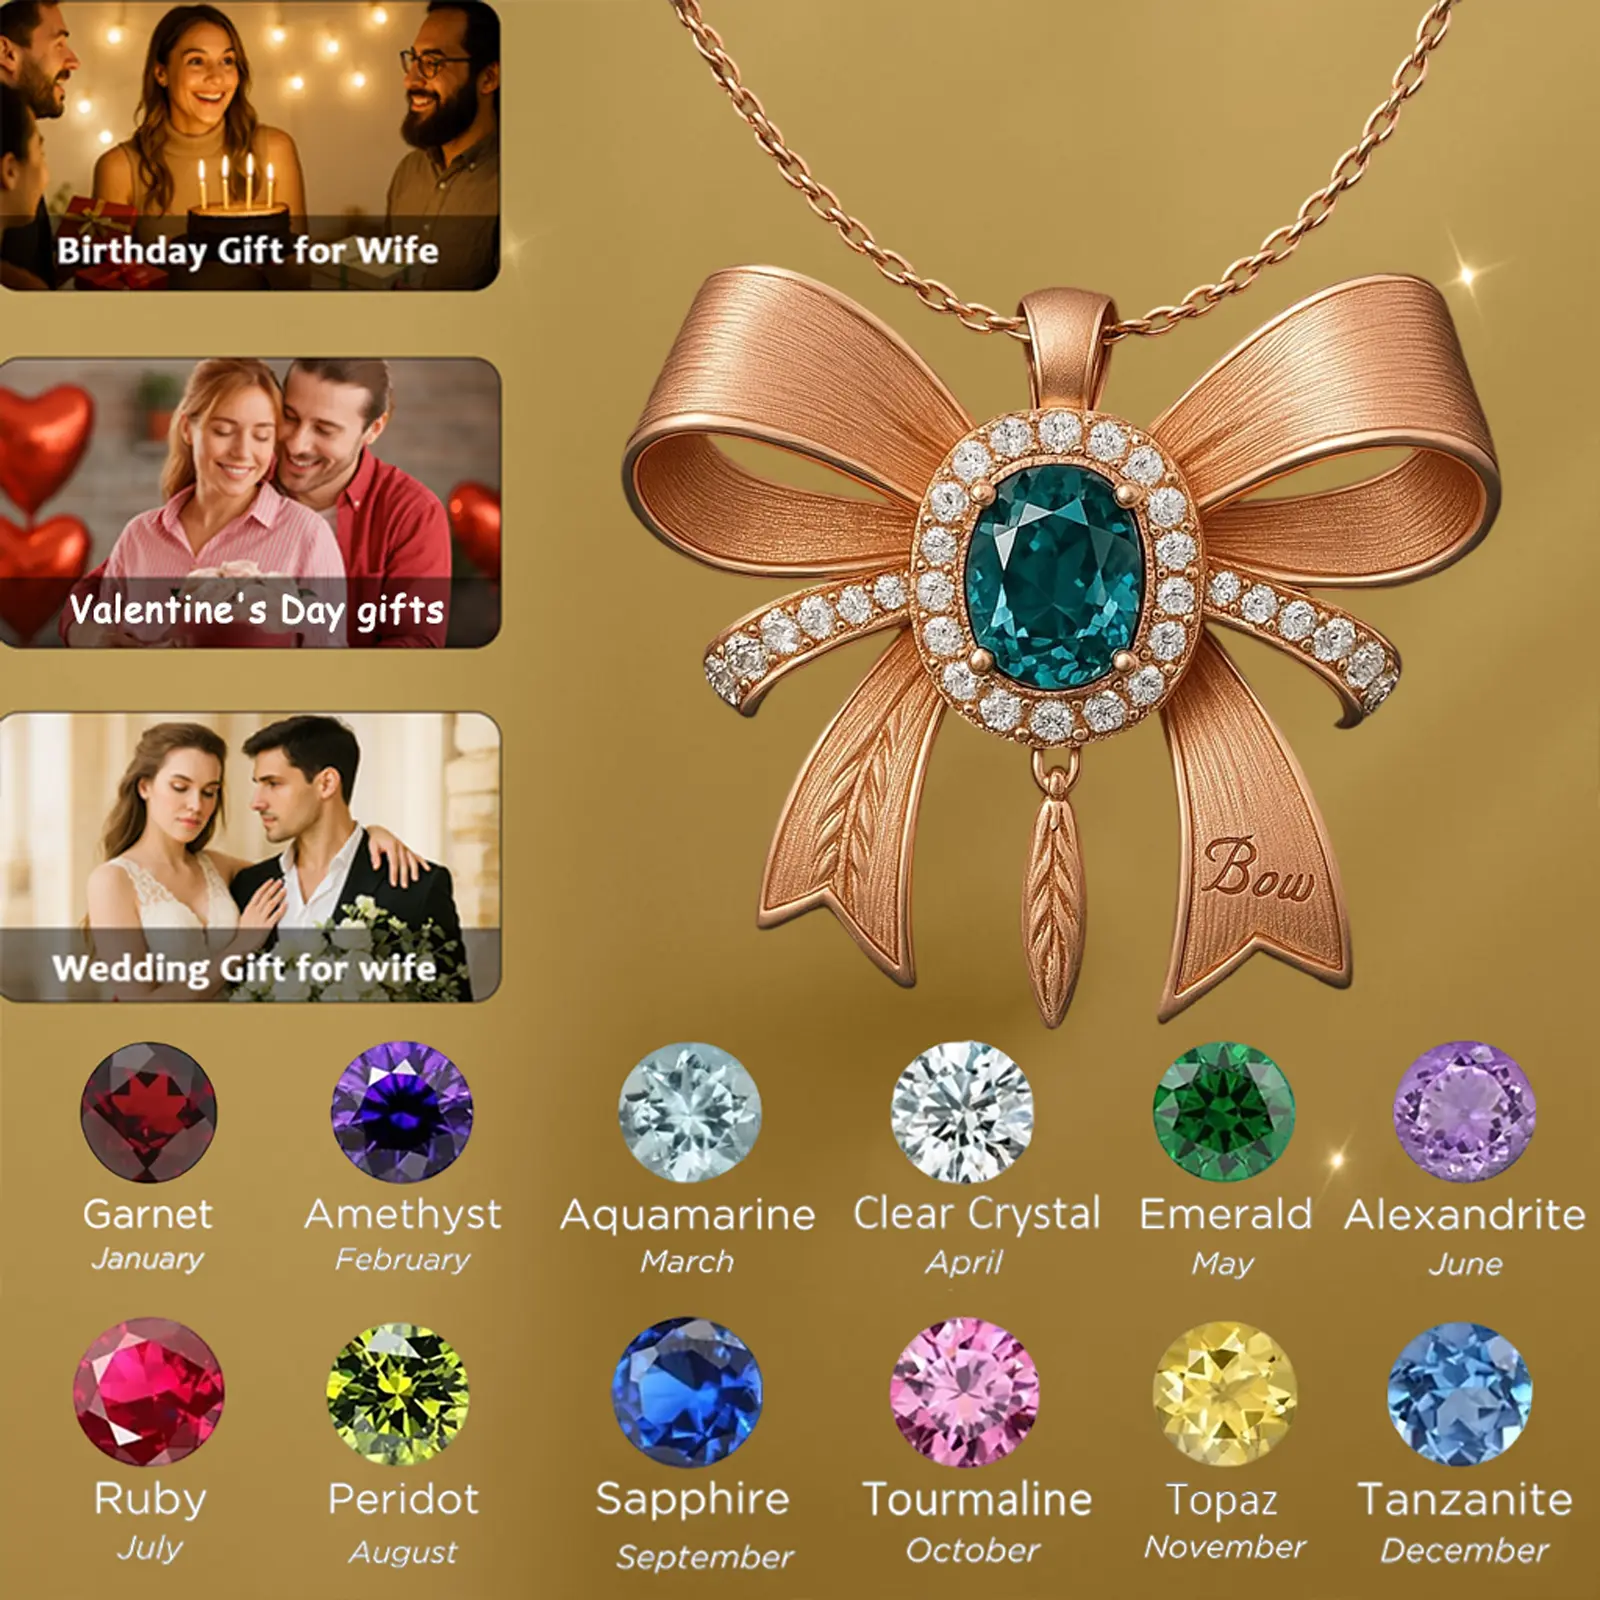 Birthday Gift for Wife
Valentine's Day gifts
Wedding Gift for wife
Bow
Garnet
January
Amethyst
February
Aquamarine
March
Clear Crystal
April
Emerald
May
Alexandrite
June
Ruby
July
Peridot
August
Sapphire
September
Tourmaline
October
Topaz
November
Tanzanite
December